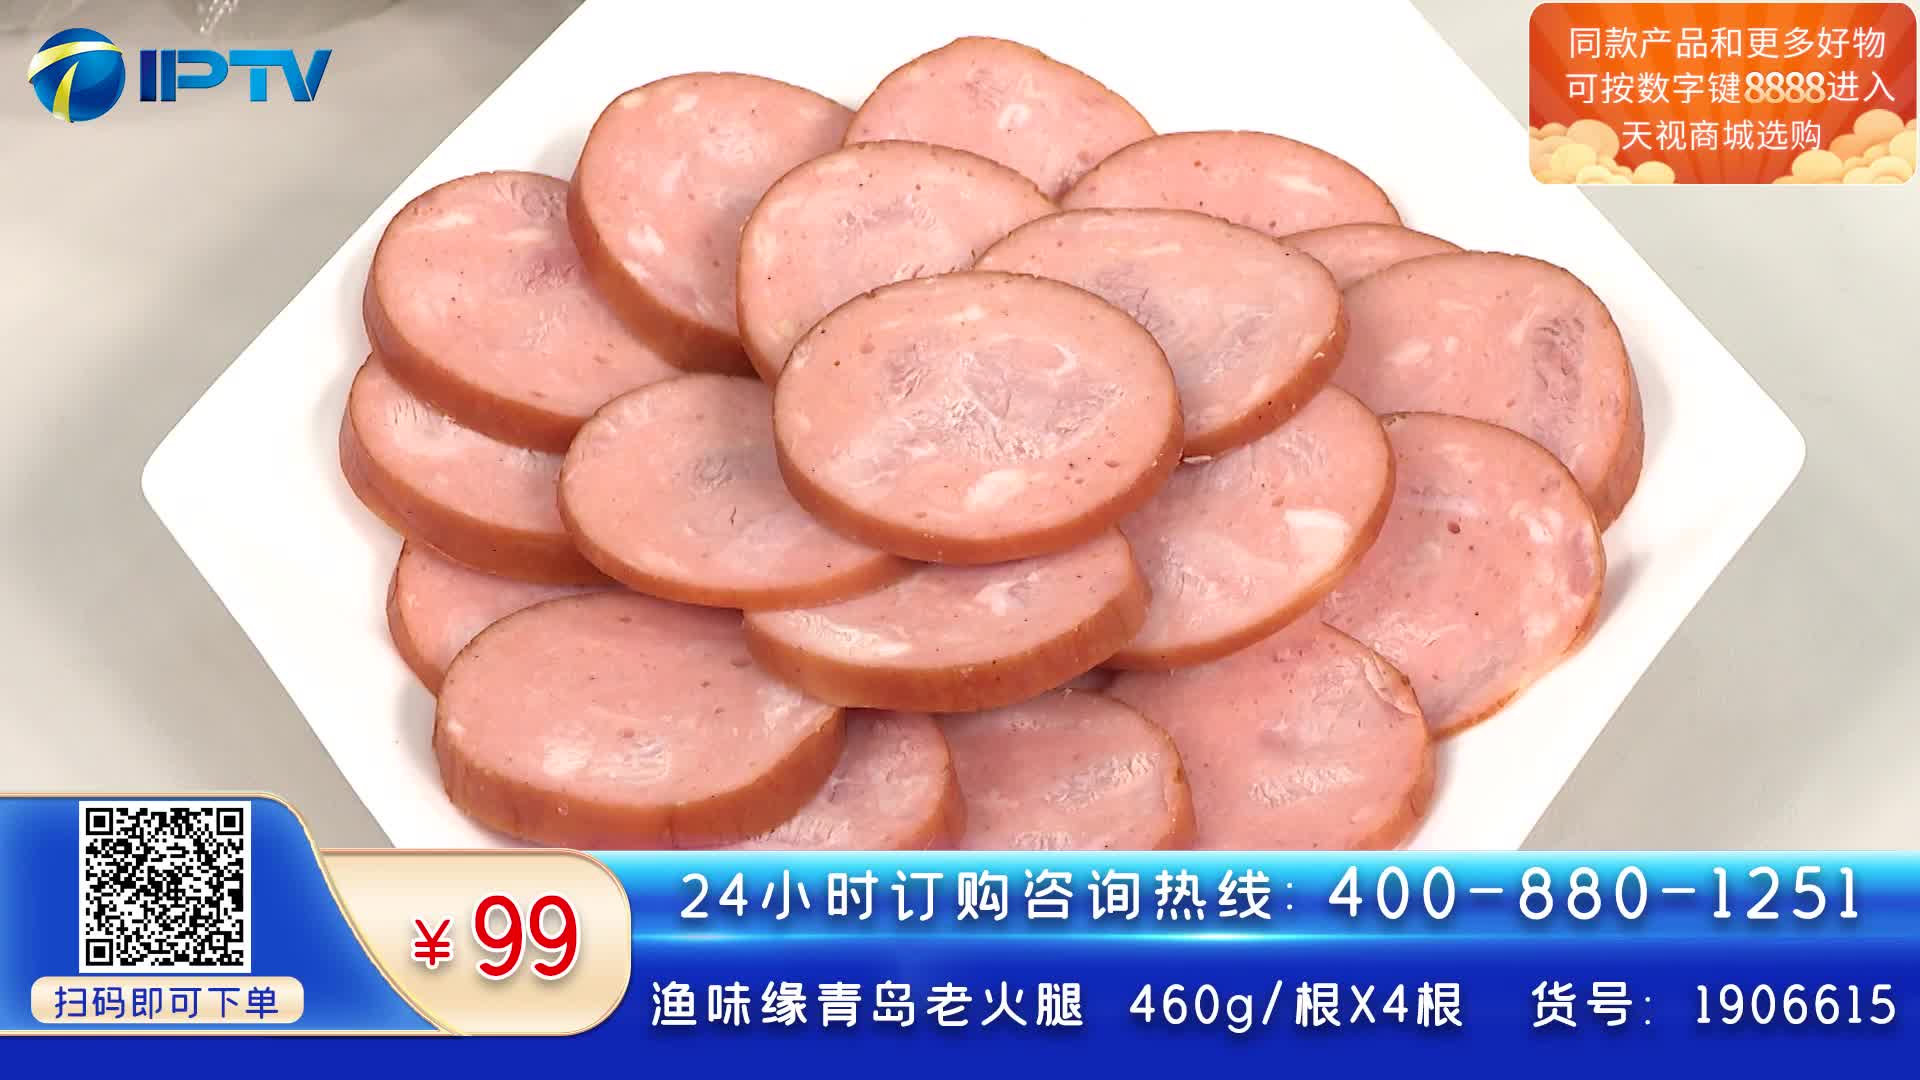 IPTV
同款产品和更多好物
可按数字键8888进入
天视商城选购
扫码即可下单
¥99
24小时订购咨询热线：400-880-1251
渔味缘青岛老火腿 460g/根X4根 货号：1906615